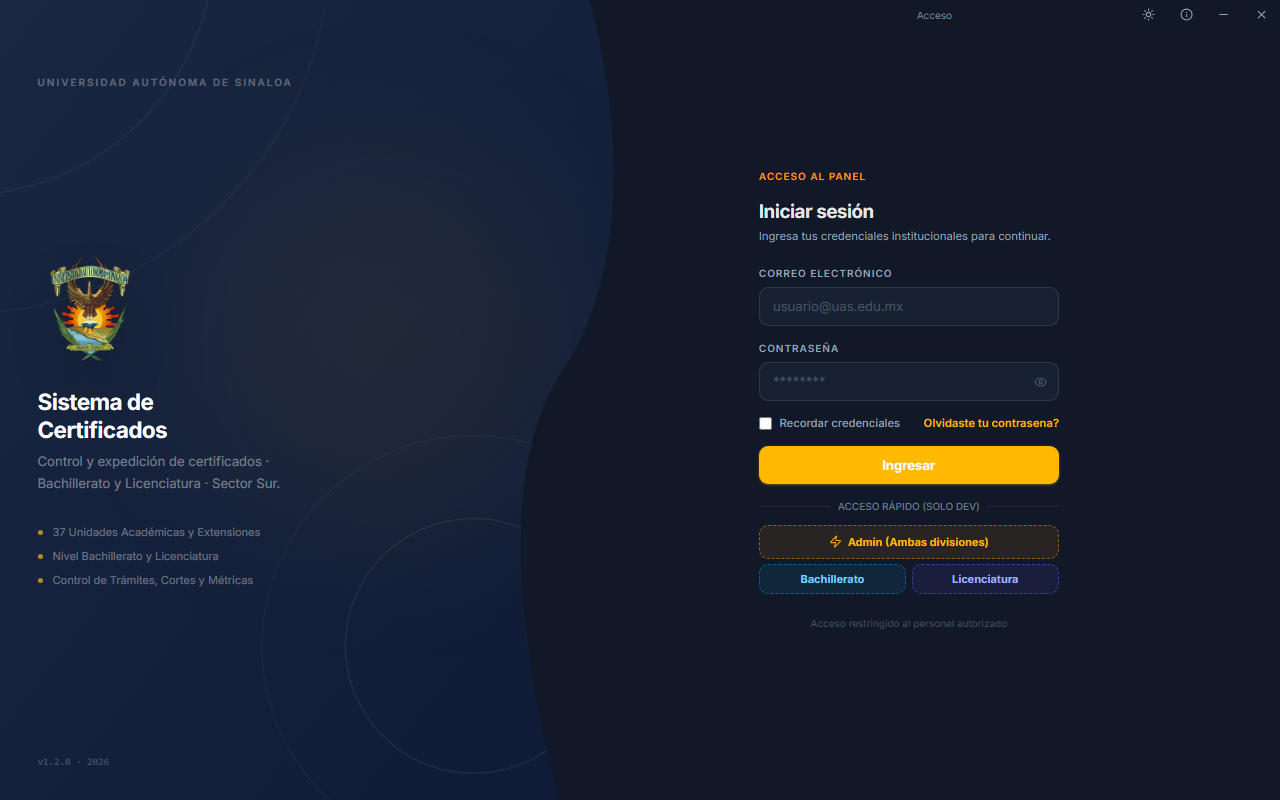 Acceso
UNIVERSIDAD AUTÓNOMA DE SINALOA
Sistema de
Certificados
Control y expedición de certificados ·
Bachillerato y Licenciatura · Sector Sur.
37 Unidades Académicas y Extensiones
Nivel Bachillerato y Licenciatura
Control de Trámites, Cortes y Métricas
v1.2.0 · 2026
ACCESO AL PANEL
Iniciar sesión
Ingresa tus credenciales institucionales para continuar.
CORREO ELECTRÓNICO
usuario@uas.edu.mx
CONTRASEÑA
********
Recordar credenciales
Olvidaste tu contrasena?
Ingresar
ACCESO RÁPIDO (SOLO DEV)
Admin (Ambas divisiones)
Bachillerato
Licenciatura
Acceso restringido al personal autorizado